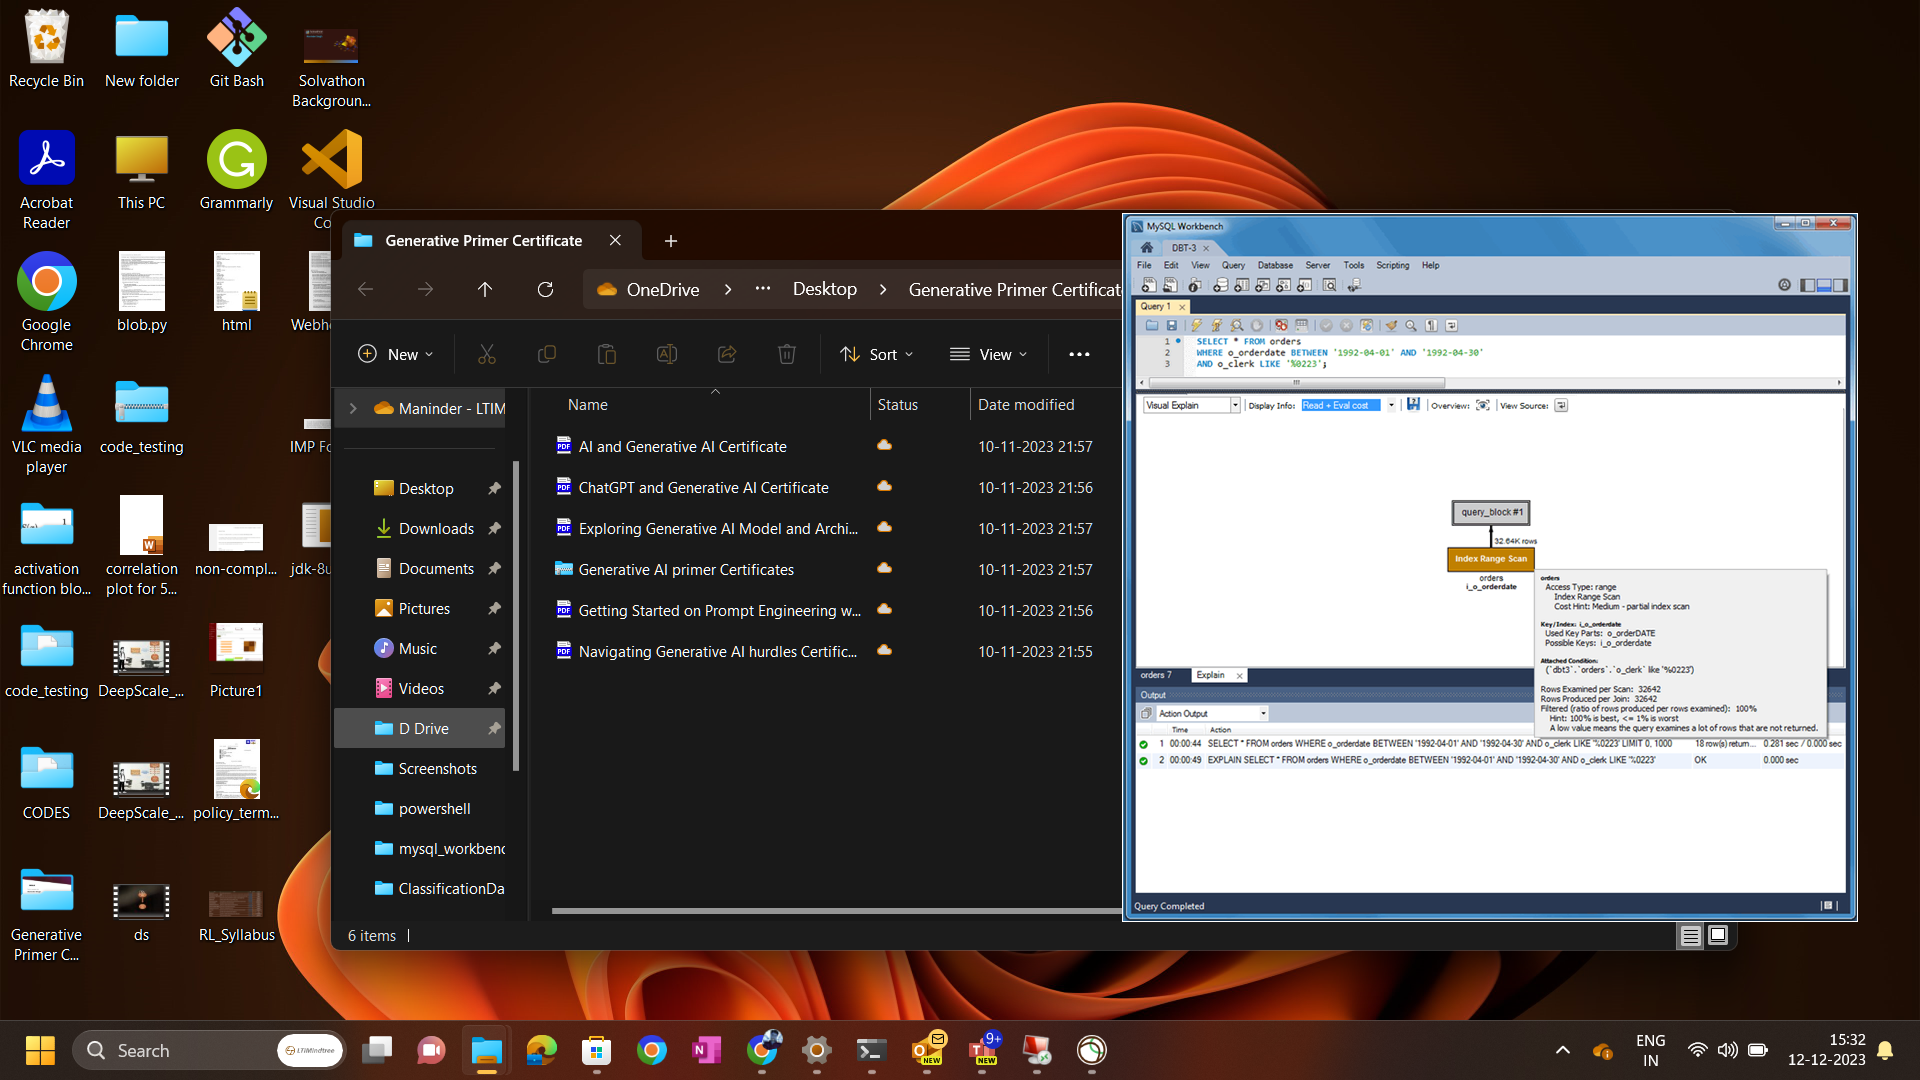 Recycle Bin
New folder
Git Bash
Solvathon
Backgroun...
Acrobat
Reader
This PC
Grammarly
Visual Studio
Co
Google
Chrome
blob.py
html
Webh
VLC media
player
code_testing
IMP Fo
activation
function blo...
correlation
plot for 5...
non-compl...
jdk-8u
code_testing
DeepScale_...
Picture1
CODES
DeepScale_...
policy_term...
Generative
Primer C...
ds
RL_Syllabus
Generative Primer Certificate
OneDrive
Desktop
Generative Primer Certificate
New
Sort
View
Maninder - LTIM
Desktop
Downloads
Documents
Pictures
Music
Videos
D Drive
Screenshots
powershell
mysql_workbenc
ClassificationDa
Name Status Date modified
AI and Generative AI Certificate 10-11-2023 21:57
ChatGPT and Generative AI Certificate 10-11-2023 21:56
Exploring Generative AI Model and Archi... 10-11-2023 21:57
Generative AI primer Certificates 10-11-2023 21:57
Getting Started on Prompt Engineering w... 10-11-2023 21:56
Navigating Generative AI hurdles Certific... 10-11-2023 21:55
6 items
MySQL Workbench
DBT-3
File Edit View Query Database Server Tools Scripting Help
Query 1
1 SELECT * FROM orders
2 WHERE o_orderdate BETWEEN '1992-04-01' AND '1992-04-30'
3 AND o_clerk LIKE '%0223';
Visual Explain Display Info: Read + Eval cost Overview: View Source:
query_block #1
32.64K rows
Index Range Scan
orders
i_o_orderdate
orders
Access Type: range
Index Range Scan
Cost Hint: Medium - partial index scan
Key/Index: i_o_orderdate
Used Key Parts: o_orderDATE
Possible Keys: i_o_orderdate
Attached Condition:
(`dbt3`.`orders`.`o_clerk` like '%0223')
Rows Examined per Scan: 32642
Rows Produced per Join: 32642
Filtered (ratio of rows produced per rows examined): 100%
Hint: 100% is best, <= 1% is worst
A low value means the query examines a lot of rows that are not returned.
orders 7 Explain
Output
Action Output
Time Action
1 00:00:44 SELECT * FROM orders WHERE o_orderdate BETWEEN '1992-04-01' AND '1992-04-30' AND o_clerk LIKE '%0223' LIMIT 0, 1000 18 row(s) return... 0.281 sec / 0.000 sec
2 00:00:49 EXPLAIN SELECT * FROM orders WHERE o_orderdate BETWEEN '1992-04-01' AND '1992-04-30' AND o_clerk LIKE '%0223' OK 0.000 sec
Query Completed
Search
LTIMindtree
NEW
9+
NEW
ENG
IN
15:32
12-12-2023